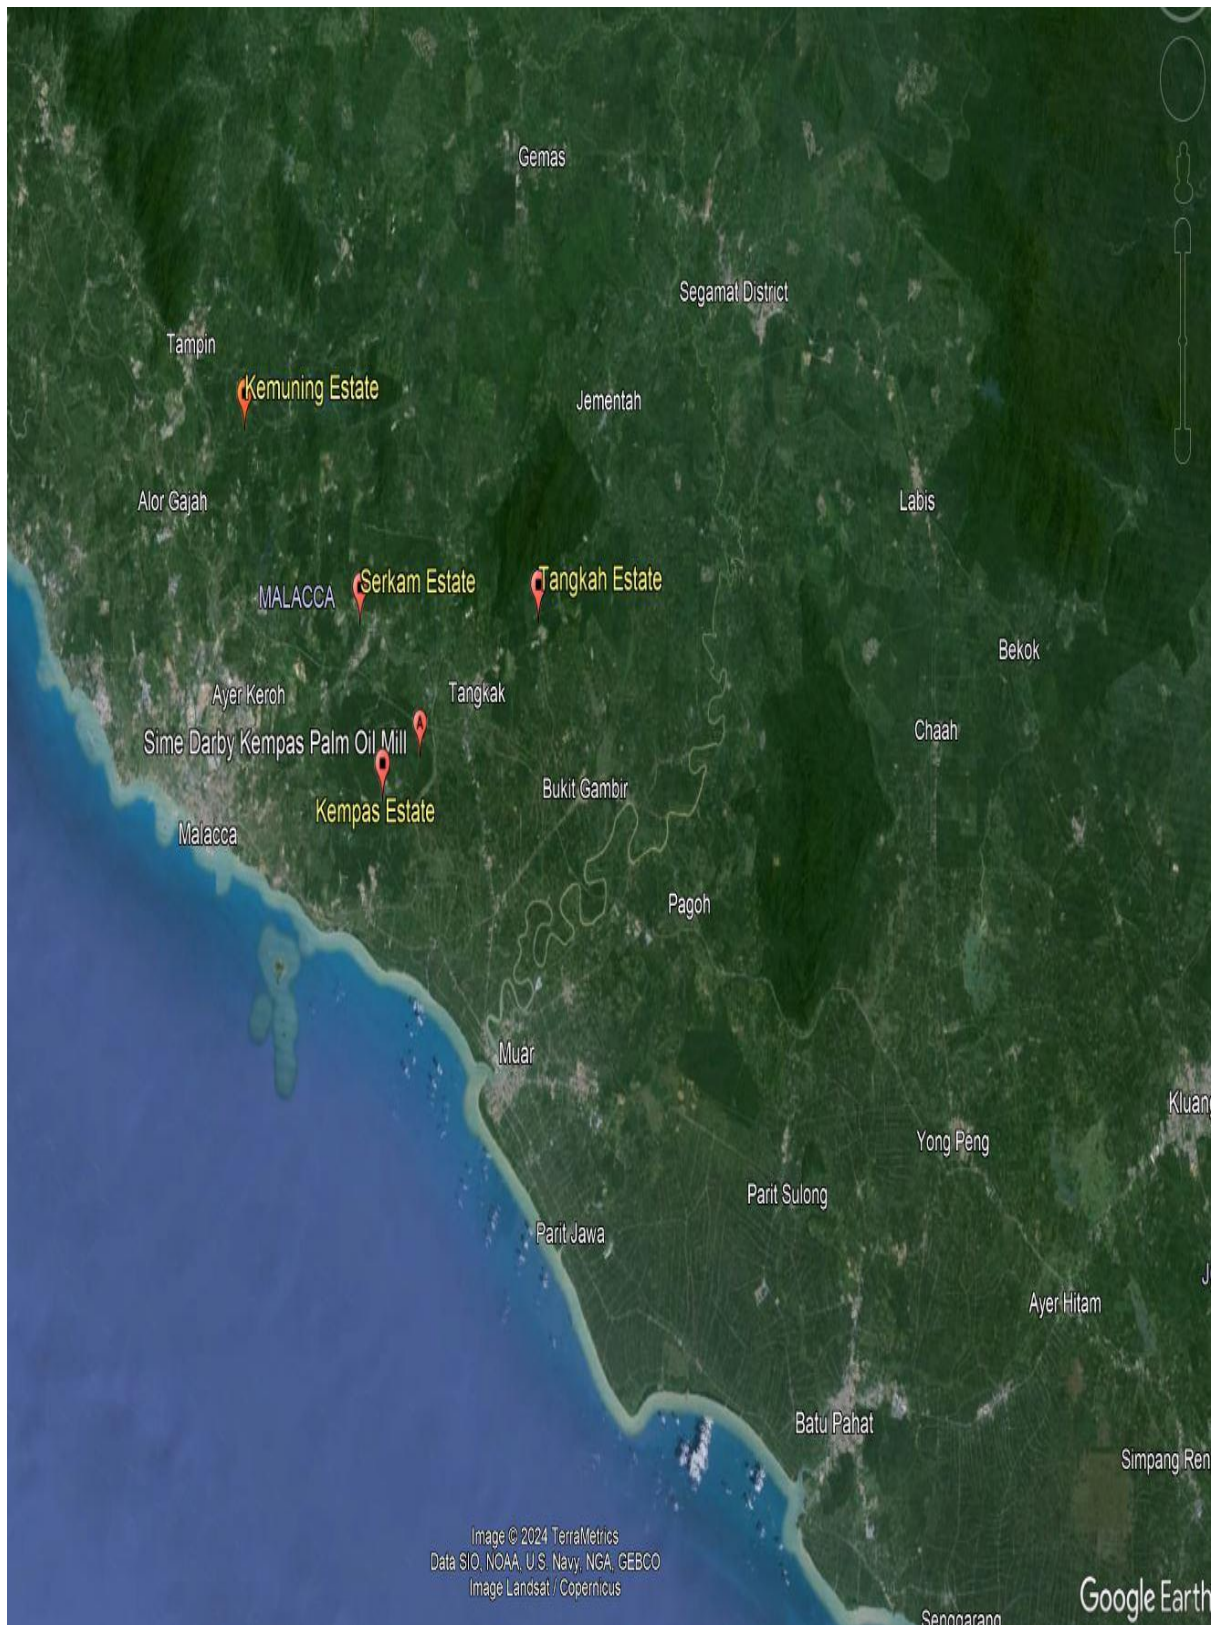 Gemas
Segamat District
Tampin
Kemuning Estate
Jementah
Alor Gajah
Labis
Serkam Estate
Tangkah Estate
MALACCA
Bekok
Ayer Keroh
Tangkak
A
Chaah
Sime Darby Kempas Palm Oil Mill
Bukit Gambir
Kempas Estate
Malacca
Pagoh
Muar
Kluan
Yong Peng
Parit Sulong
Parit Jawa
J
Ayer Hitam
Batu Pahat
Simpang Ren
Image © 2024 TerraMetrics
Data SIO, NOAA, U.S. Navy, NGA, GEBCO
Image Landsat / Copernicus
Google Earth
Senggarang